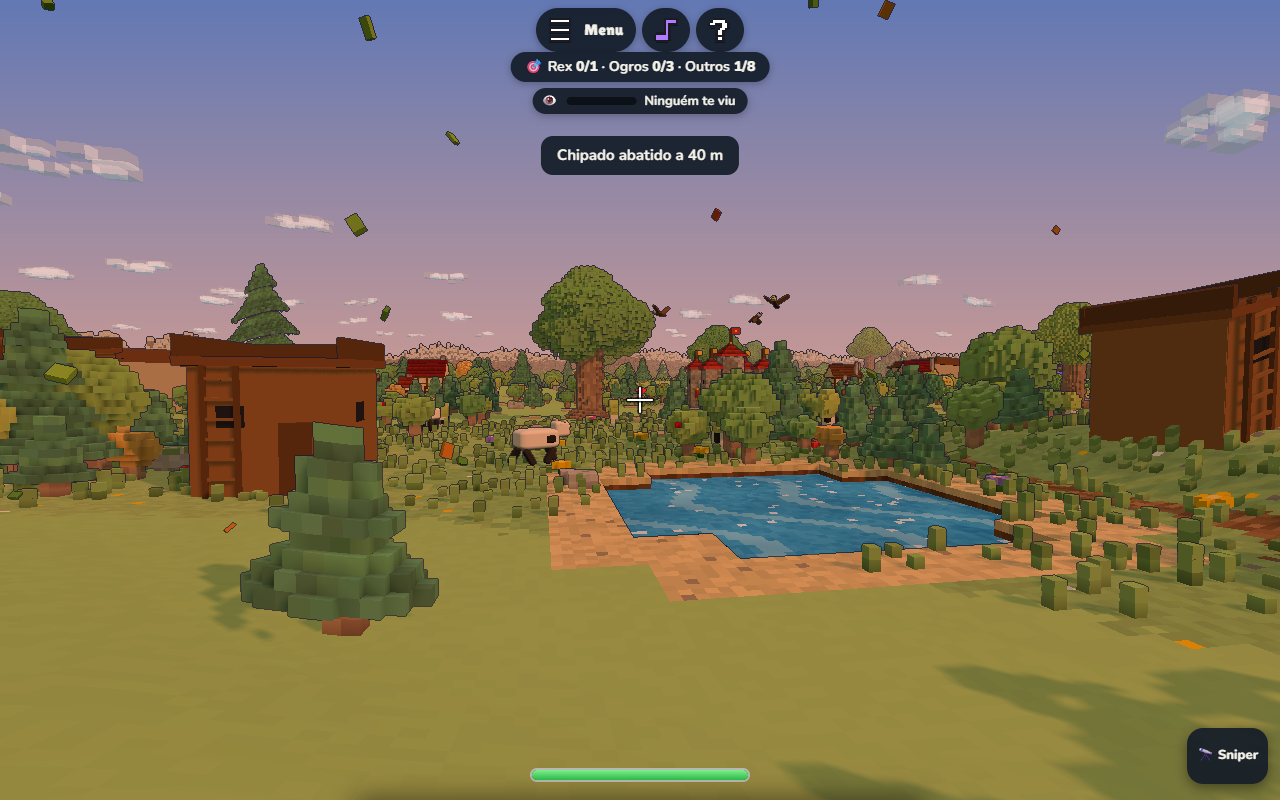 Menu
?
Rex 0/1 · Ogros 0/3 · Outros 1/8
Ninguém te viu
Chipado abatido a 40 m
Sniper